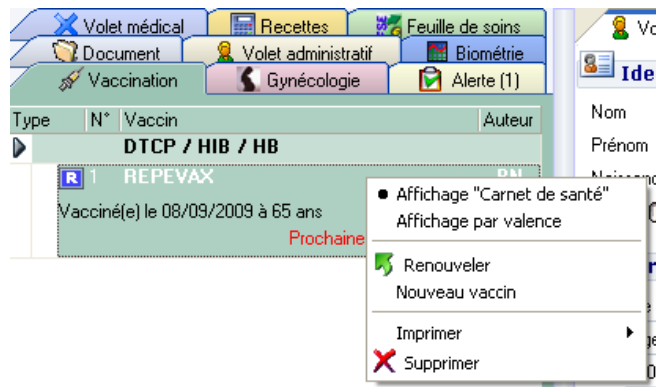 Volet médical Recettes Feuille de soins
Document Volet administratif Biométrie
Vaccination Gynécologie Alerte (1)
Type N° Vaccin Auteur
DTCP / HIB / HB
R 1 REPEVAX
Vacciné(e) le 08/09/2009 à 65 ans
Prochaine
Affichage "Carnet de santé"
Affichage par valence
Renouveler
Nouveau vaccin
Imprimer
Supprimer
Vo
Ide
Nom
Prénom